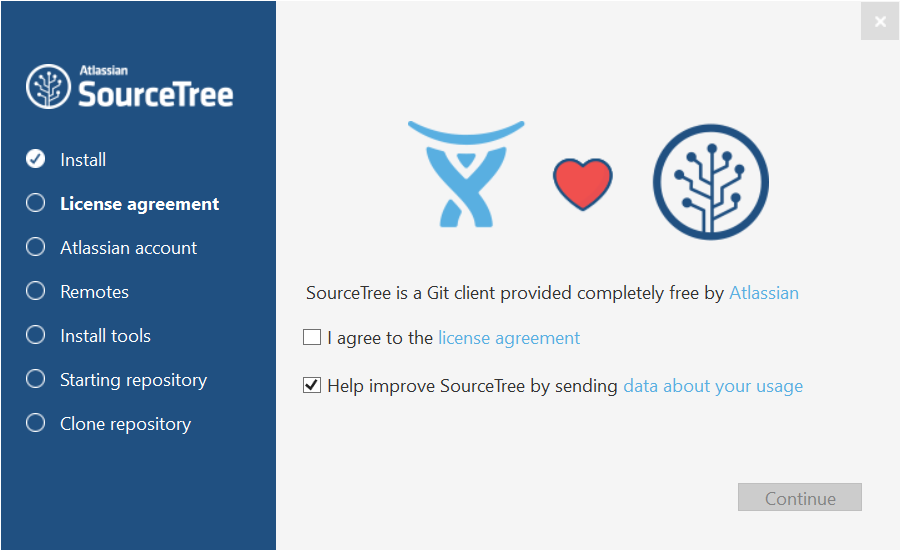 Atlassian
SourceTree
Install
License agreement
Atlassian account
Remotes
Install tools
Starting repository
Clone repository
SourceTree is a Git client provided completely free by Atlassian
I agree to the license agreement
Help improve SourceTree by sending data about your usage
Continue